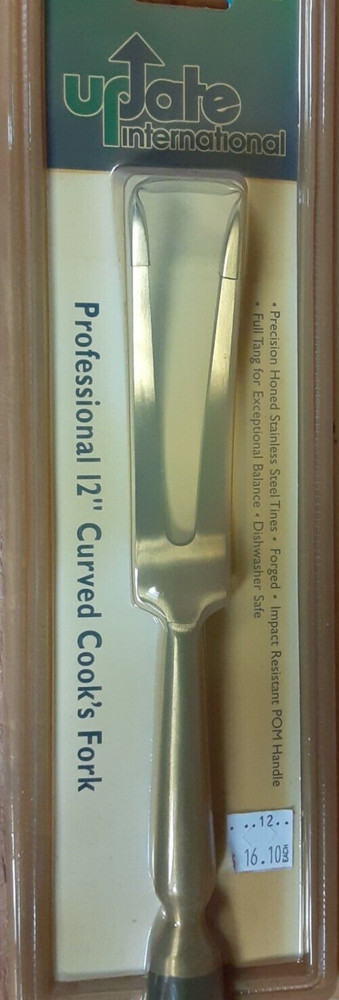 update
international
Professional 12" Curved Cook's Fork
• Precision Honed Stainless Steel Tines • Forged • Impact Resistant POM Handle
• Full Tang for Exceptional Balance • Dishwasher Safe
..12..
16.10